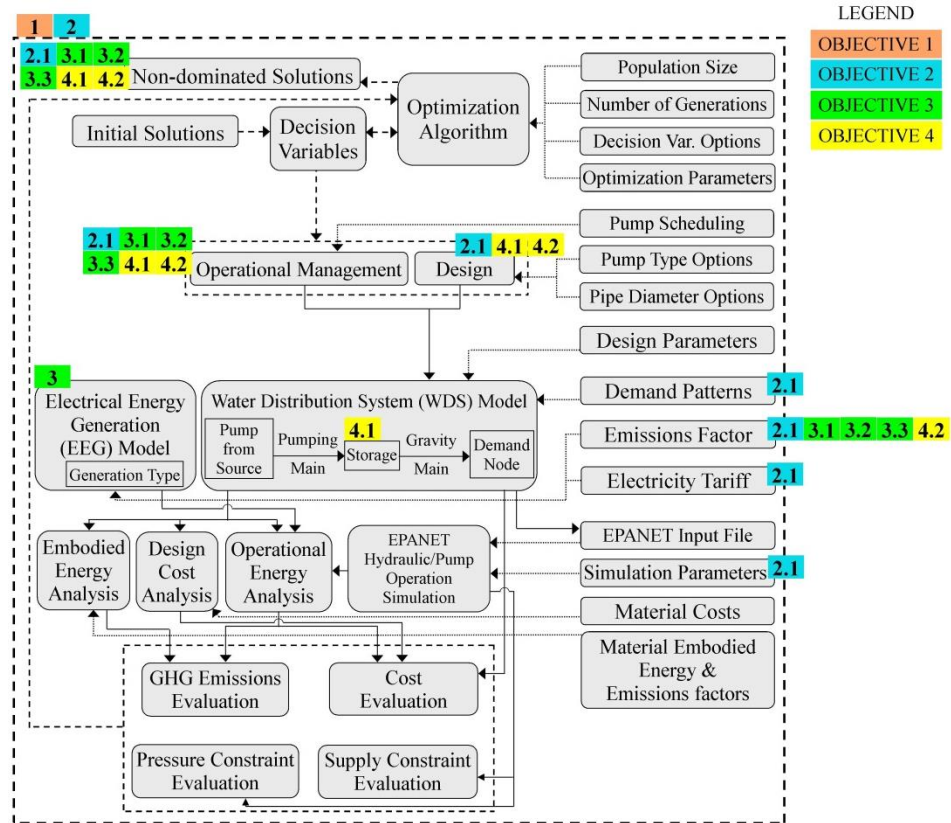 1 2
LEGEND
OBJECTIVE 1
OBJECTIVE 2
OBJECTIVE 3
OBJECTIVE 4
2.1 3.1 3.2
3.3 4.1 4.2
Non-dominated Solutions
Initial Solutions
Decision
Variables
Optimization
Algorithm
Population Size
Number of Generations
Decision Var. Options
Optimization Parameters
2.1 3.1 3.2
3.3 4.1 4.2
Operational Management
2.1 4.1 4.2
Design
Pump Scheduling
Pump Type Options
Pipe Diameter Options
Design Parameters
3
Electrical Energy
Generation
(EEG) Model
Generation Type
Water Distribution System (WDS) Model
Pump
from
Source
Pumping
Main
4.1
Storage
Gravity
Main
Demand
Node
Demand Patterns
2.1
Emissions Factor
2.1 3.1 3.2 3.3 4.2
Electricity Tariff
2.1
EPANET Input File
Simulation Parameters
2.1
Material Costs
Material Embodied
Energy &
Emissions factors
Embodied
Energy
Analysis
Design
Cost
Analysis
Operational
Energy
Analysis
EPANET
Hydraulic/Pump
Operation
Simulation
GHG Emissions
Evaluation
Cost
Evaluation
Pressure Constraint
Evaluation
Supply Constraint
Evaluation